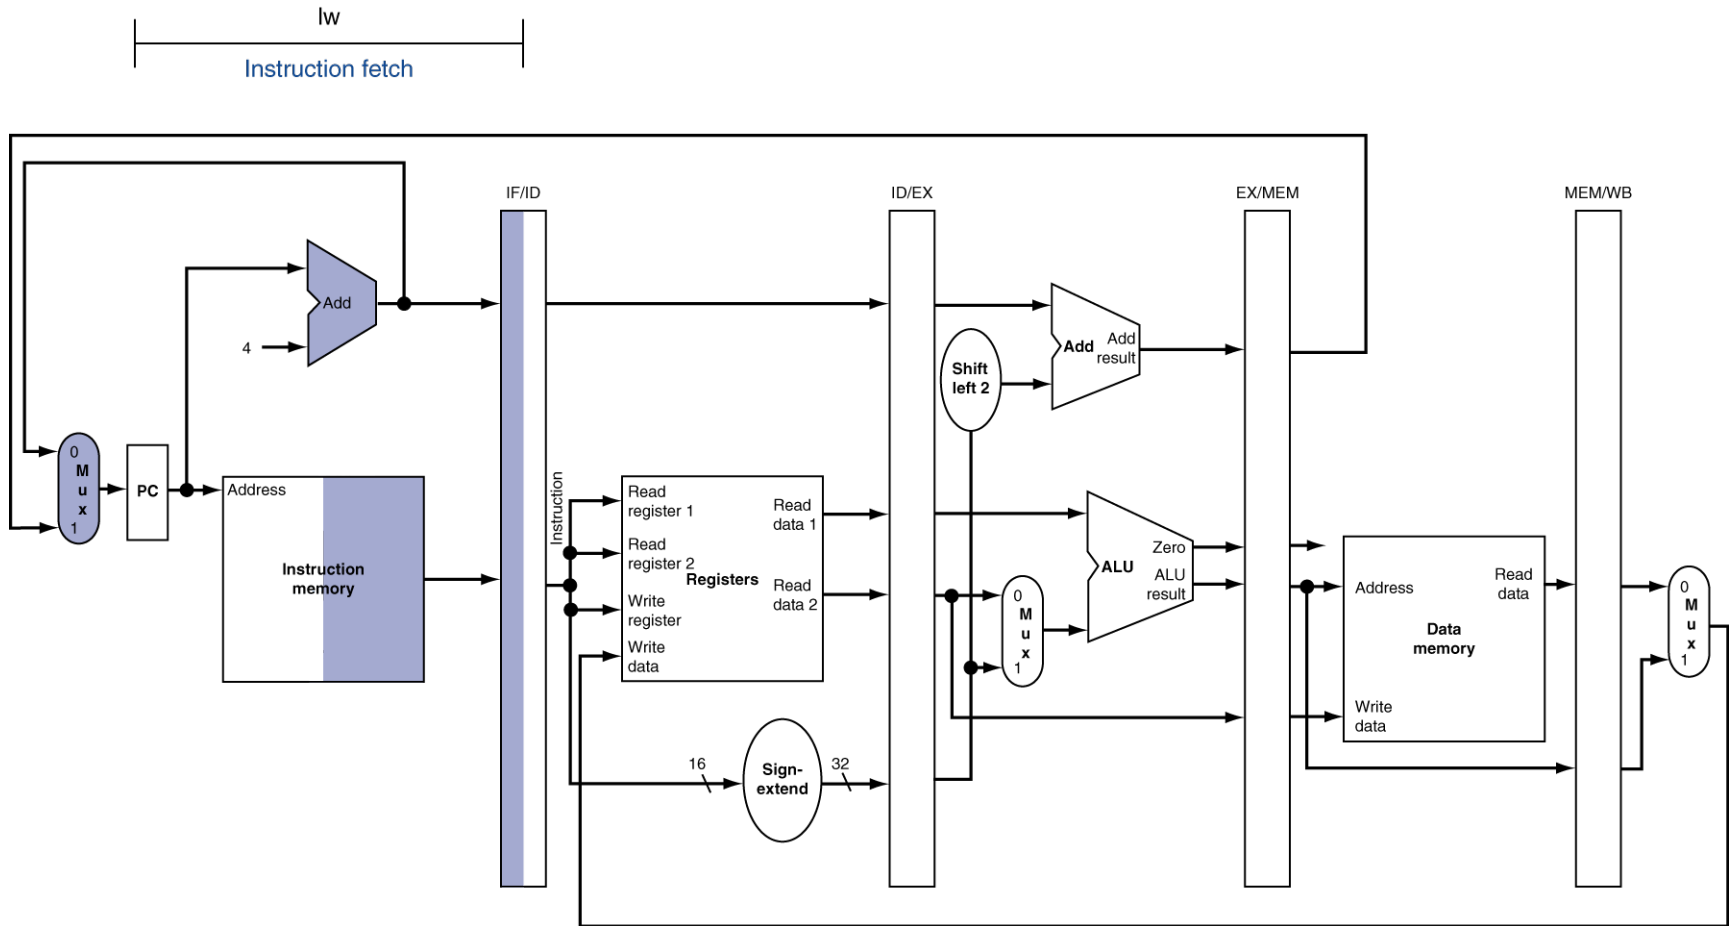 lw
Instruction fetch
IF/ID
ID/EX
EX/MEM
MEM/WB
Add
4
Shift
left 2
Add
Add
result
0
M
u
x
1
PC
Address
Instruction
memory
Instruction
Read
register 1
Read
register 2
Write
register
Write
data
Registers
Read
data 1
Read
data 2
0
M
u
x
1
ALU
Zero
ALU
result
Address
Read
data
Data
memory
Write
data
0
M
u
x
1
16
Sign-
extend
32